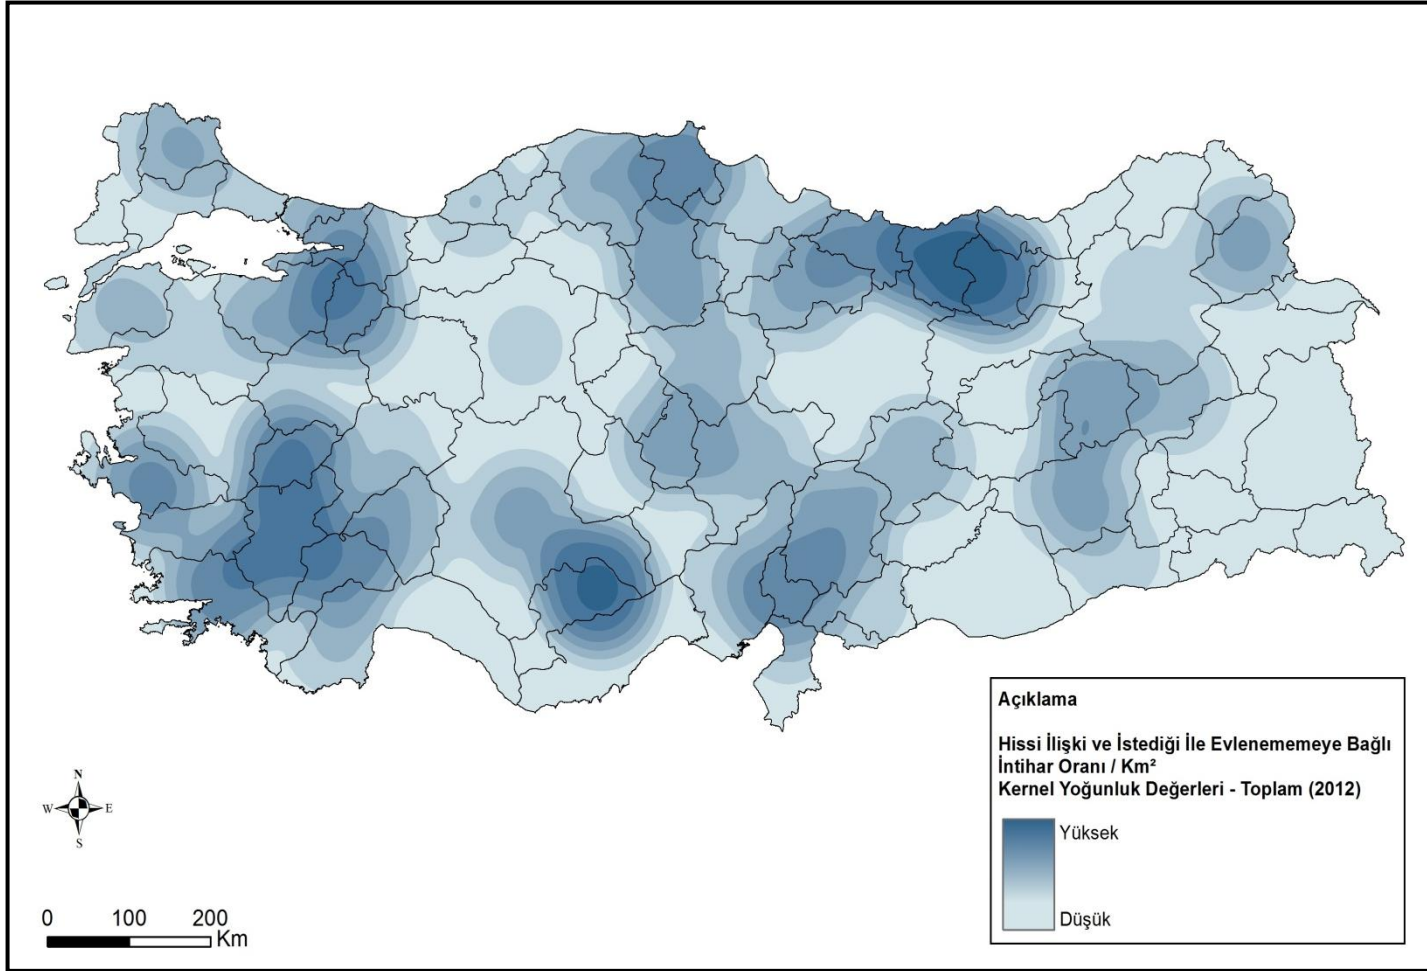 Açıklama
Hissi İlişki ve İstediği İle Evlenememeye Bağlı
İntihar Oranı / Km²
Kernel Yoğunluk Değerleri - Toplam (2012)
Yüksek
Düşük
N
W E
S
0 100 200
Km